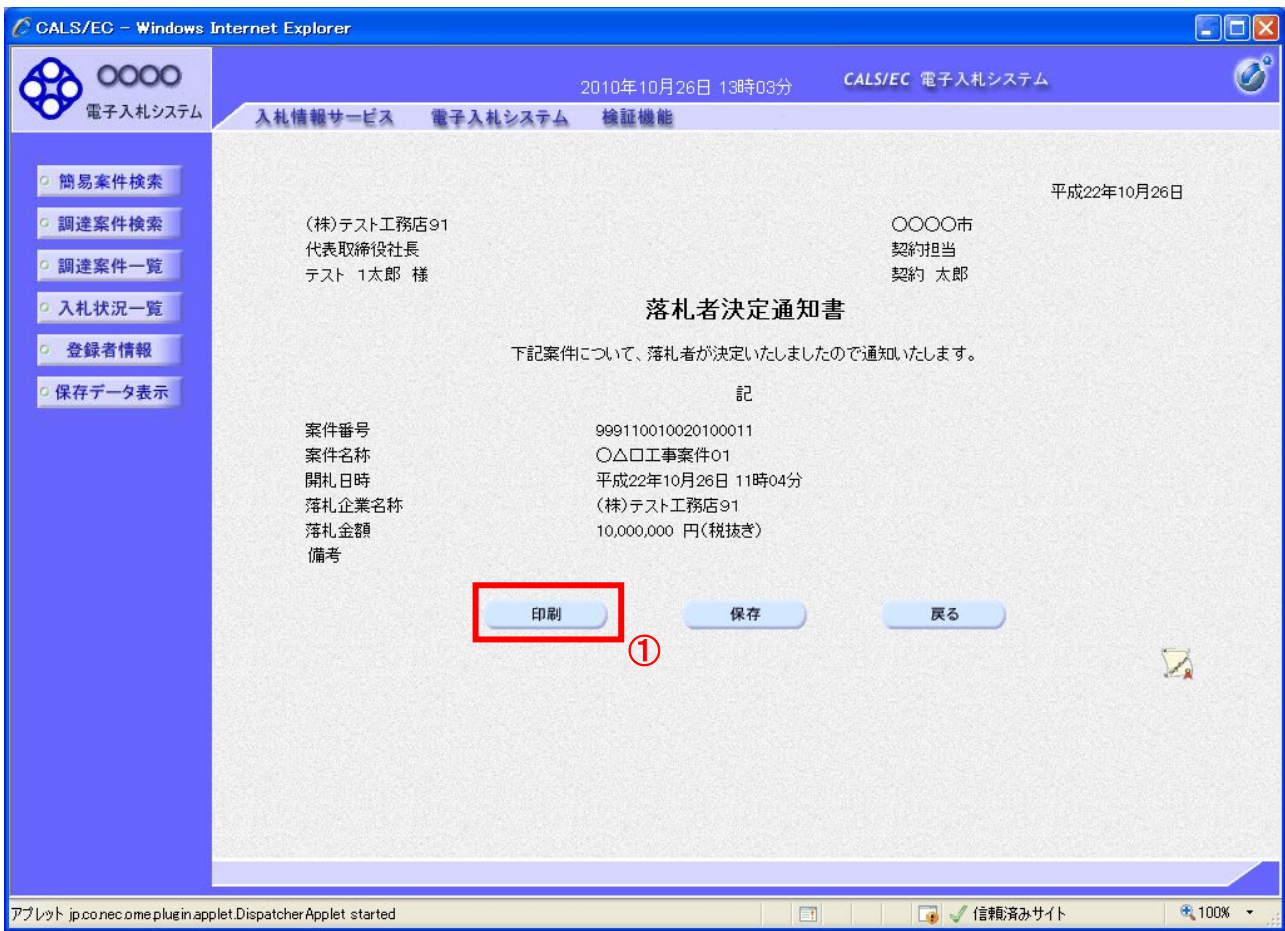 CALS/EC - Windows Internet Explorer
OOOO
電子入札システム
2010年10月26日 13時03分
CALS/EC 電子入札システム
入札情報サービス 電子入札システム 検証機能
簡易案件検索
調達案件検索
調達案件一覧
入札状況一覧
登録者情報
保存データ表示
平成22年10月26日
(株)テスト工務店91
代表取締役社長
テスト 1太郎 様
〇〇〇〇市
契約担当
契約 太郎
落札者決定通知書
下記案件について、落札者が決定いたしましたので通知いたします。
記
案件番号 999110010020100011
案件名称 〇△口工事案件01
開札日時 平成22年10月26日 11時04分
落札企業名称 (株)テスト工務店91
落札金額 10,000,000 円(税抜き)
備考
印刷 保存 戻る
①
アプレット jp.co.nec.ome.plugin.applet.DispatcherApplet started
信頼済みサイト
100%